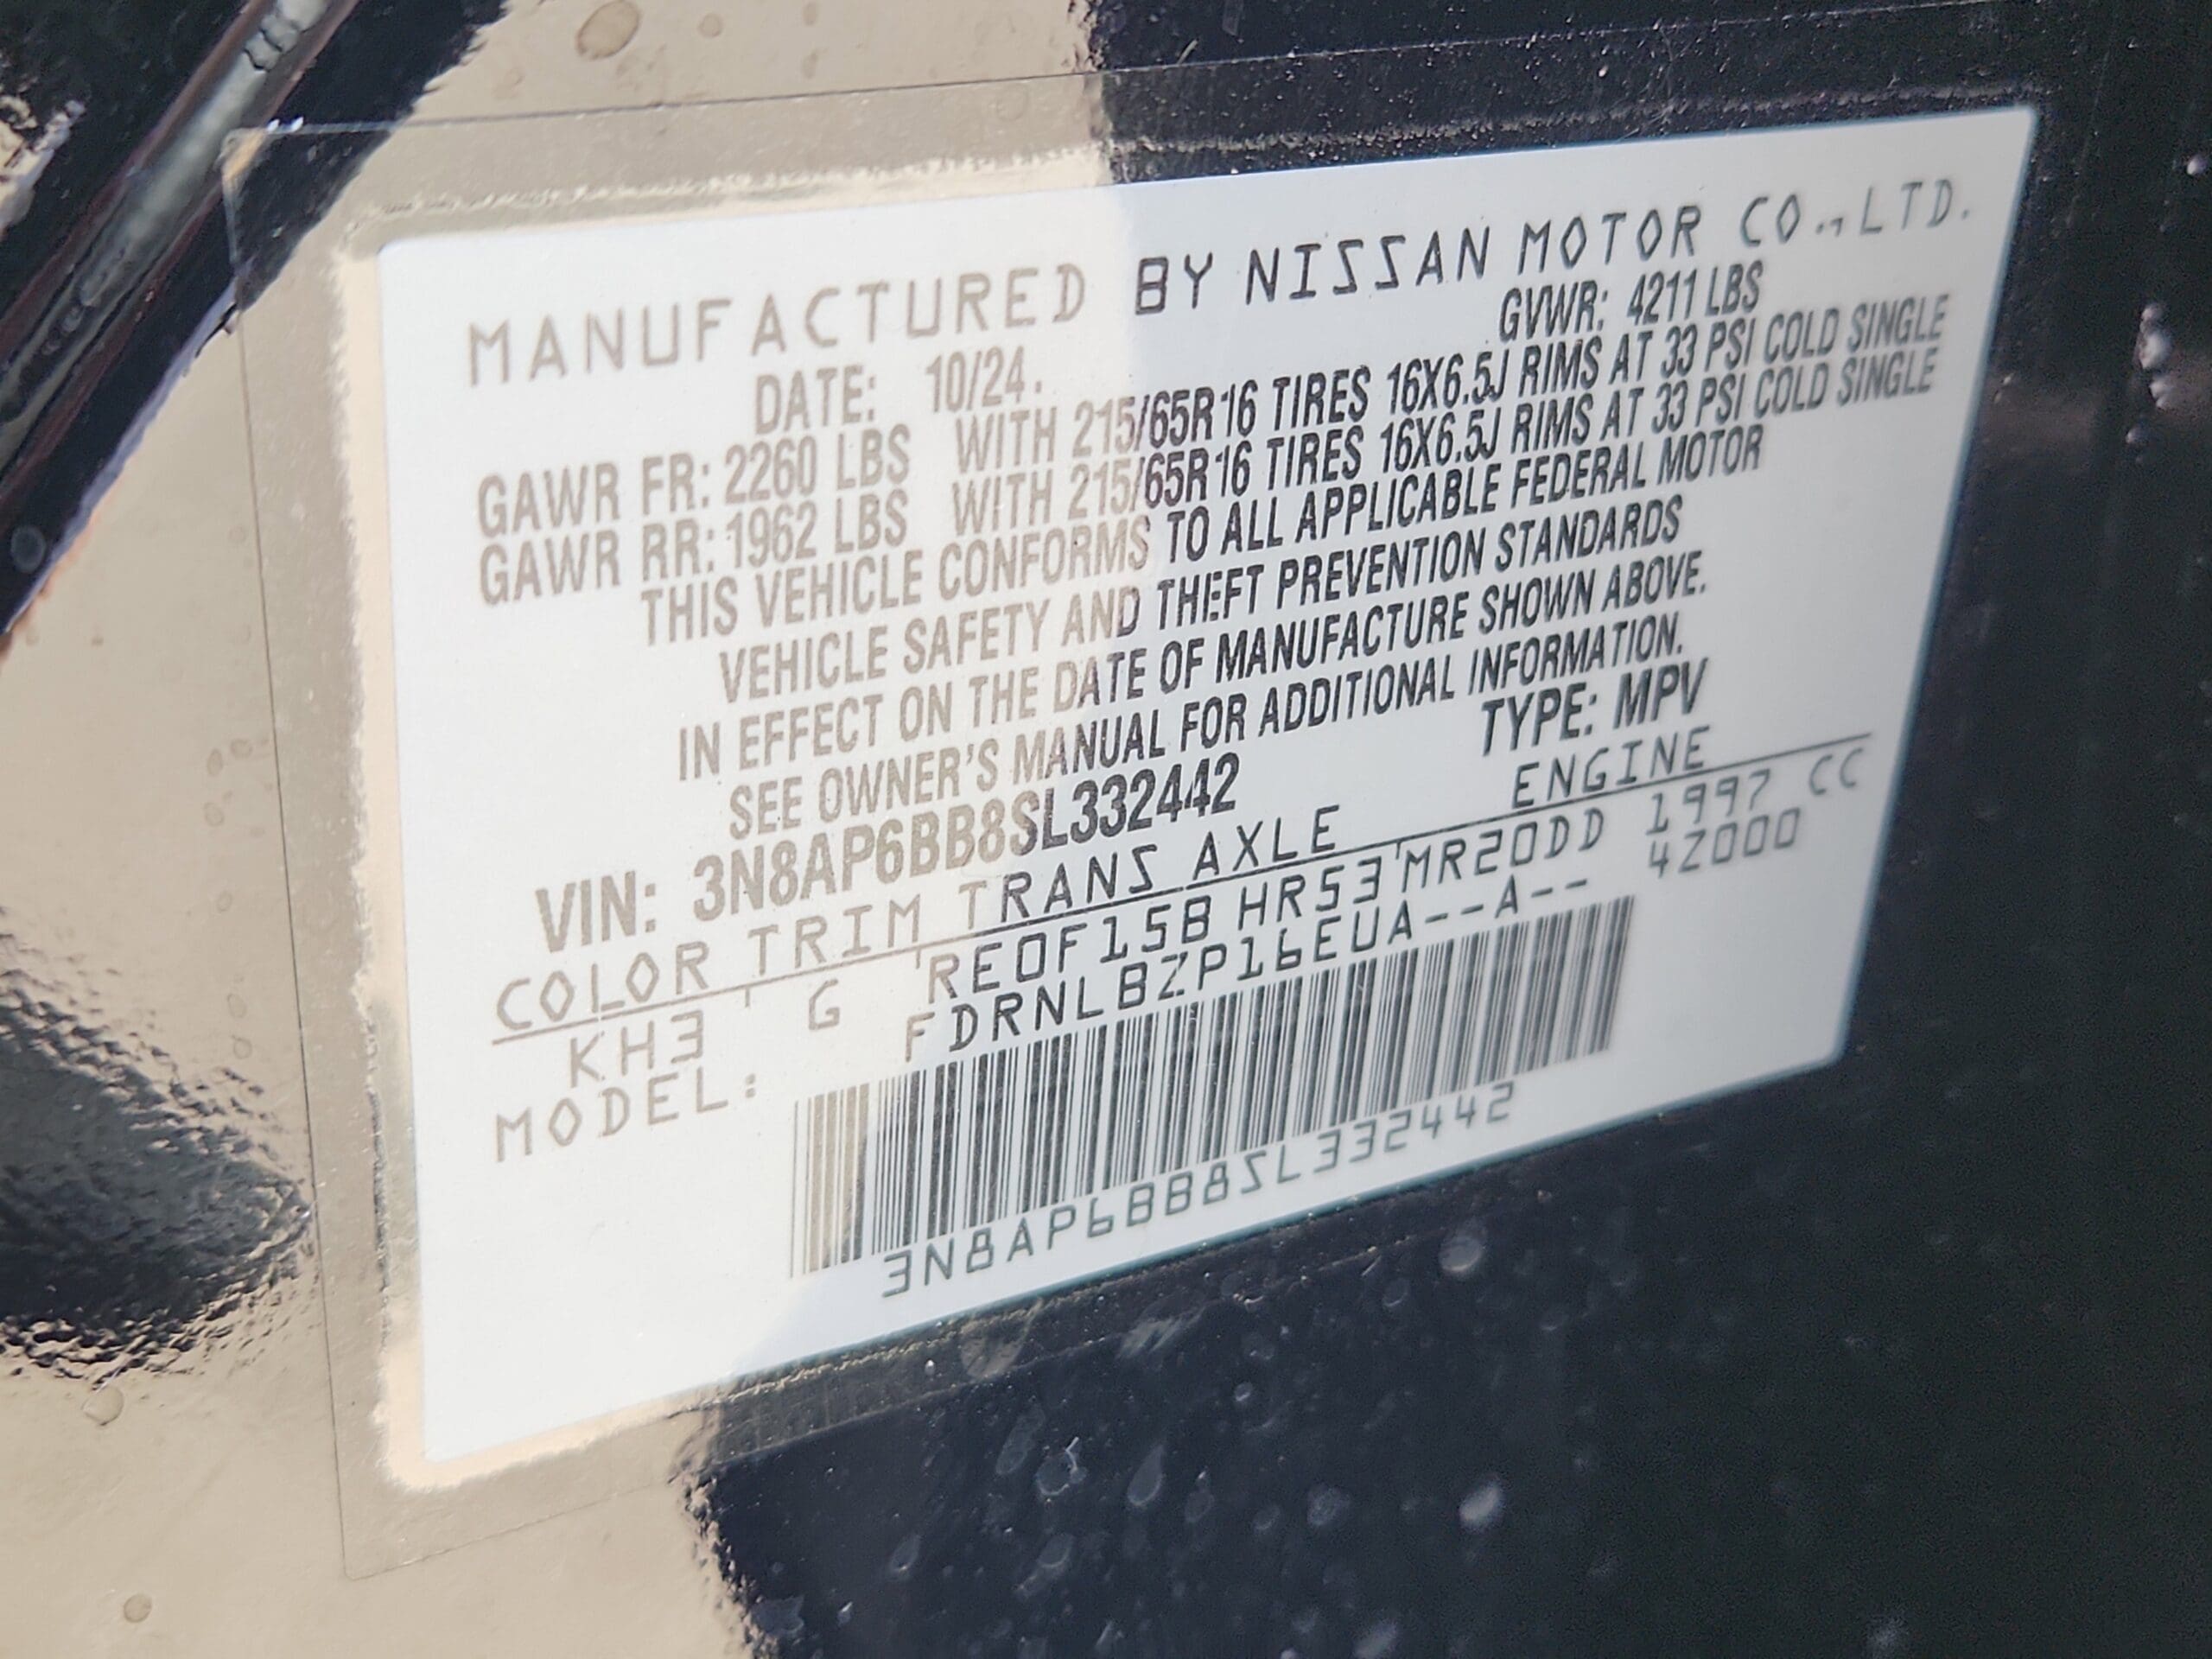 MANUFACTURED BY NISSAN MOTOR CO.,LTD.
DATE: 10/24. GVWR: 4211 LBS
GAWR FR: 2260 LBS WITH 215/65R16 TIRES 16X6.5J RIMS AT 33 PSI COLD SINGLE
GAWR RR: 1962 LBS WITH 215/65R16 TIRES 16X6.5J RIMS AT 33 PSI COLD SINGLE
THIS VEHICLE CONFORMS TO ALL APPLICABLE FEDERAL MOTOR
VEHICLE SAFETY AND THEFT PREVENTION STANDARDS
IN EFFECT ON THE DATE OF MANUFACTURE SHOWN ABOVE.
SEE OWNER'S MANUAL FOR ADDITIONAL INFORMATION.
VIN: 3N8AP6BB8SL332442 TYPE: MPV
COLOR TRIM TRANS AXLE ENGINE
KH3 G RE0F15B HR53 MR20DD 1997 CC
MODEL: FDRNLBZP16EUA--A-- 4Z000
3N8AP6BB8SL332442